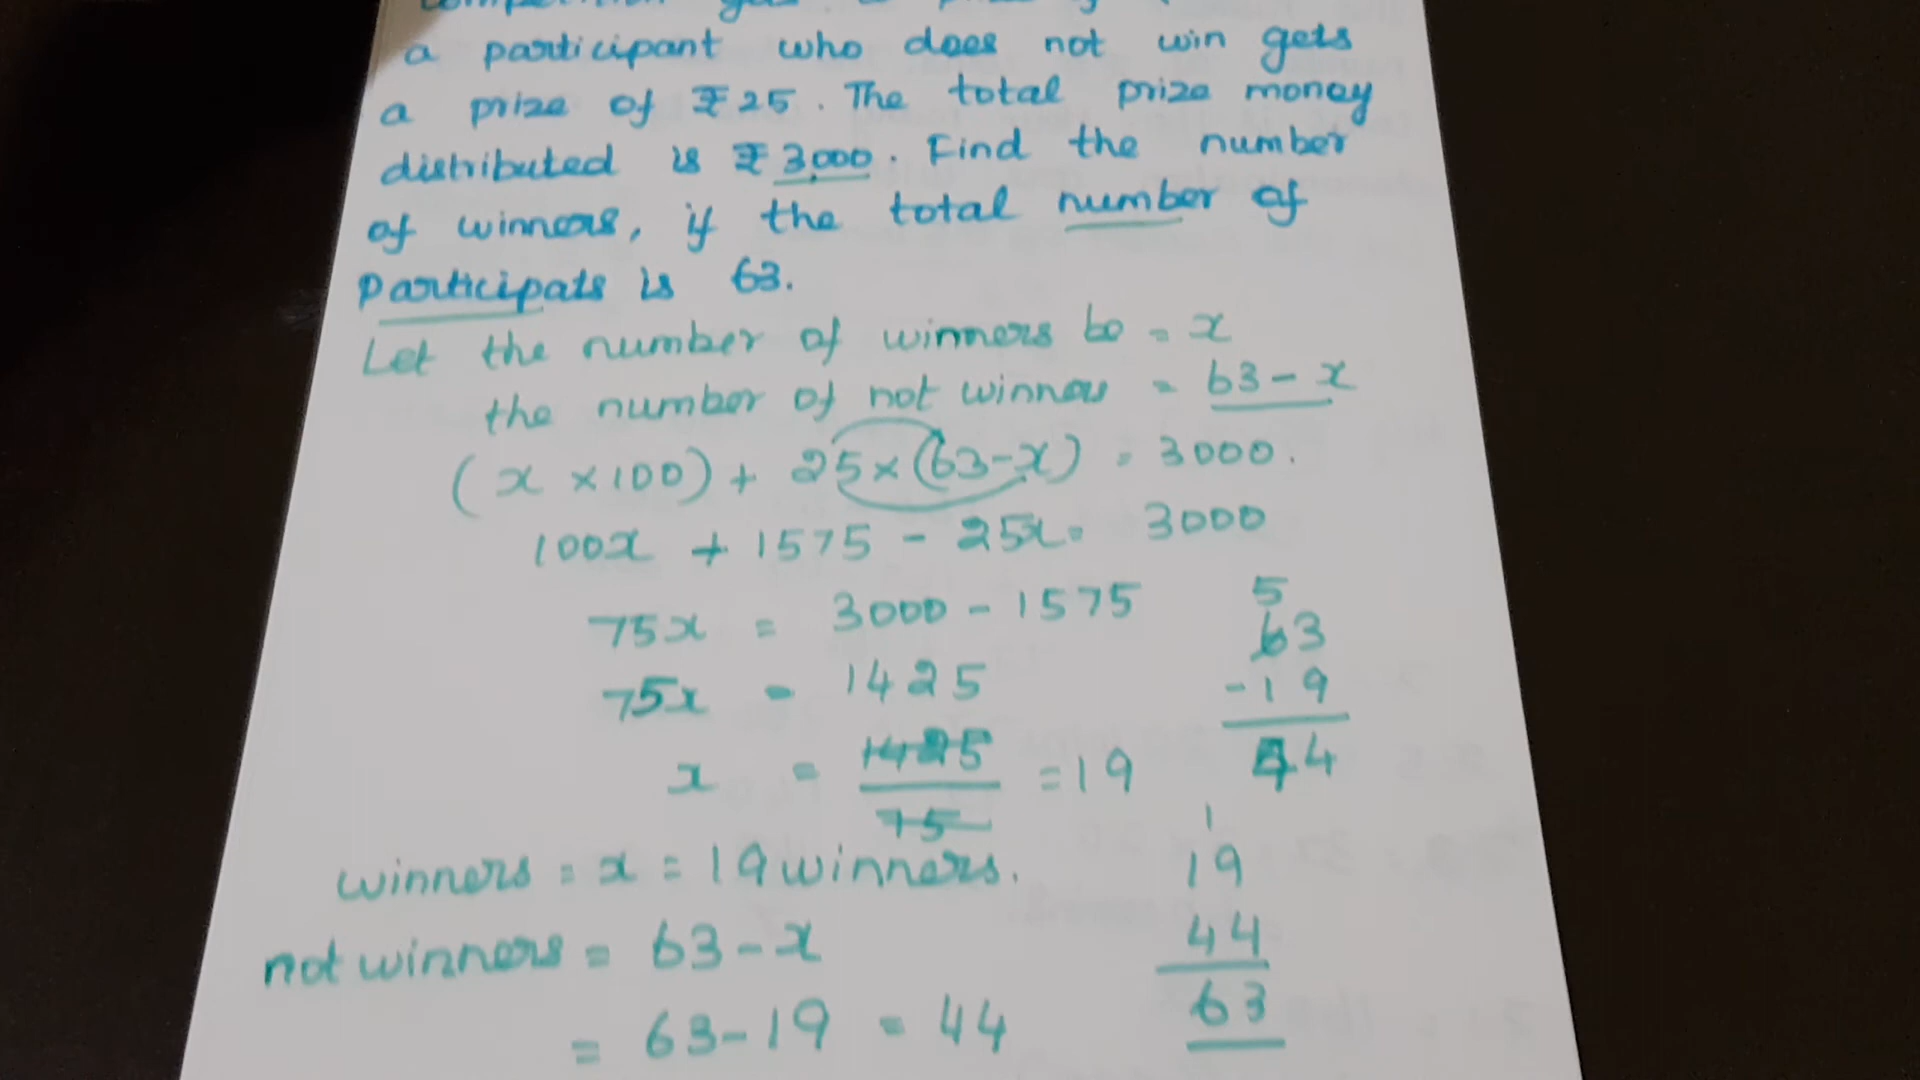 a participant who does not win gets
a prize of ₹25. The total prize money
distributed is ₹3,000. Find the number
of winners, if the total number of
Participats is 63.
Let the number of winners be = x
the number of not winner = 63 - x
(x × 100) + 25 × (63 - x) = 3000.
100x + 1575 - 25x = 3000
75x = 3000 - 1575
75x = 1425
x = 1425/75 = 19
winners = x = 19 winners.
not winners = 63 - x
= 63 - 19 = 44
5
63
- 19
44
1
19
44
63